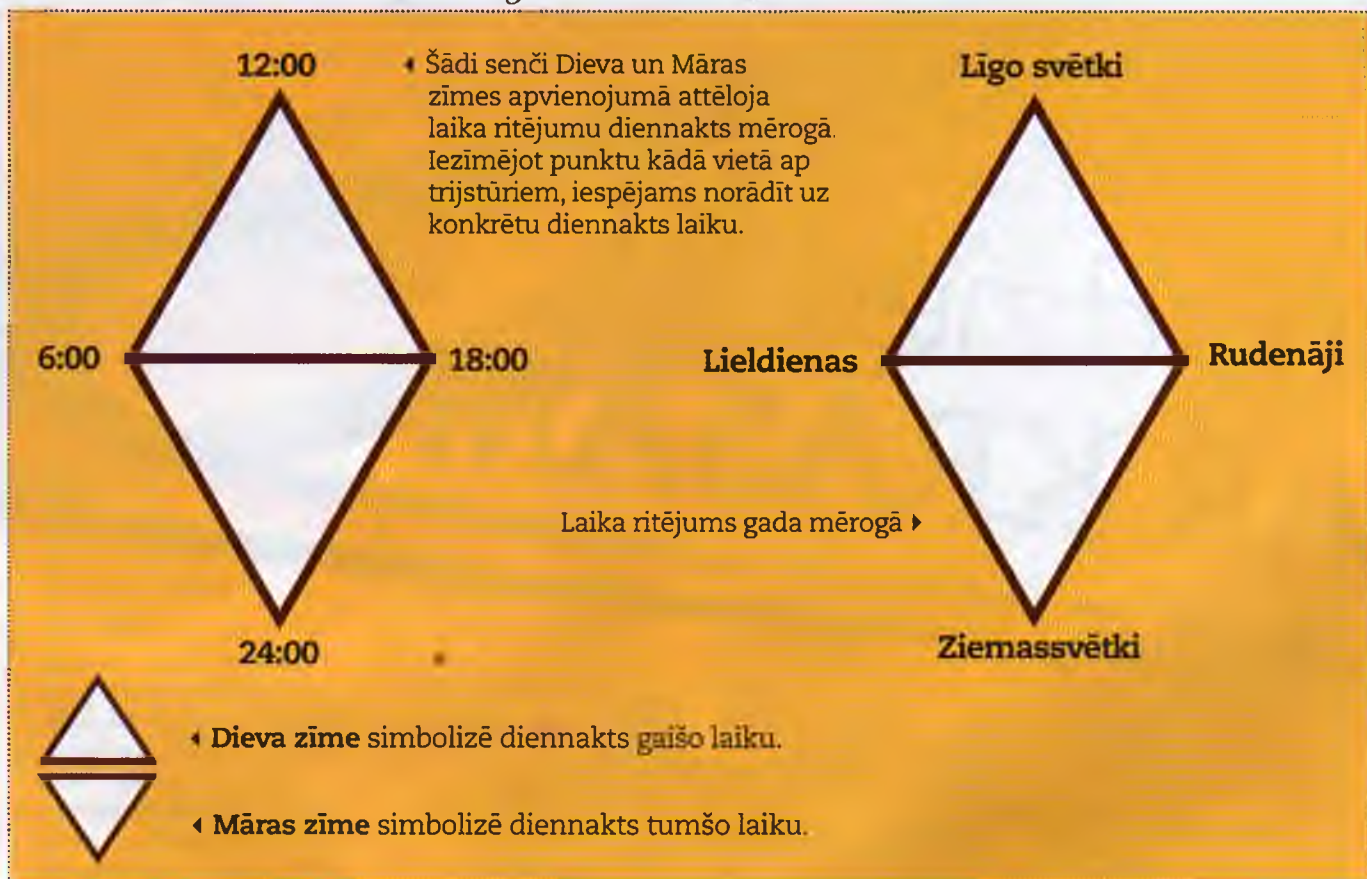 12:00
Šādi senči Dieva un Māras
zīmes apvienojumā attēloja
laika ritējumu diennakts mērogā.
Iezīmējot punktu kādā vietā ap
trijstūriem, iespējams norādīt uz
konkrētu diennakts laiku.
6:00
18:00
24:00
Līgo svētki
Lieldienas
Rudenāji
Laika ritējums gada mērogā
Ziemassvētki
Dieva zīme simbolizē diennakts gaišo laiku.
Māras zīme simbolizē diennakts tumšo laiku.